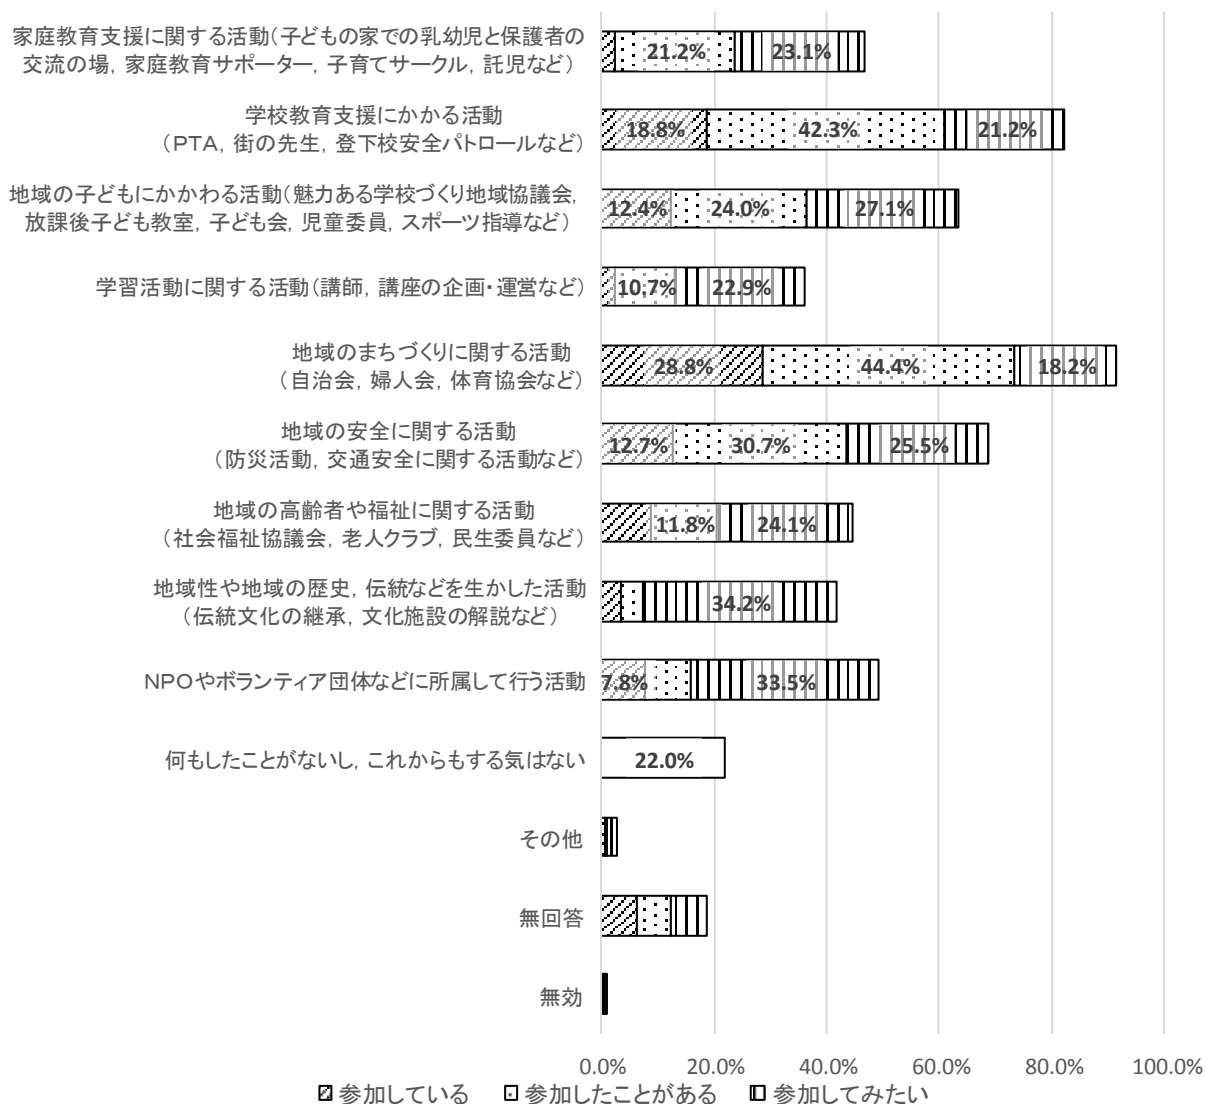 家庭教育支援に関する活動(子どもの家での乳幼児と保護者の
交流の場，家庭教育サポーター，子育てサークル，託児など)
21.2%
23.1%
学校教育支援にかかる活動
(PTA，街の先生，登下校安全パトロールなど)
18.8%
42.3%
21.2%
地域の子どもにかかわる活動(魅力ある学校づくり地域協議会，
放課後子ども教室，子ども会，児童委員，スポーツ指導など)
12.4%
24.0%
27.1%
学習活動に関する活動(講師，講座の企画・運営など)
10.7%
22.9%
地域のまちづくりに関する活動
(自治会，婦人会，体育協会など)
28.8%
44.4%
18.2%
地域の安全に関する活動
(防災活動，交通安全に関する活動など)
12.7%
30.7%
25.5%
地域の高齢者や福祉に関する活動
(社会福祉協議会，老人クラブ，民生委員など)
11.8%
24.1%
地域性や地域の歴史，伝統などを生かした活動
(伝統文化の継承，文化施設の解説など)
34.2%
NPOやボランティア団体などに所属して行う活動
7.8%
33.5%
何もしたことがないし，これからもする気はない
22.0%
その他
無回答
無効
0.0% 20.0% 40.0% 60.0% 80.0% 100.0%
参加している 参加したことがある 参加してみたい